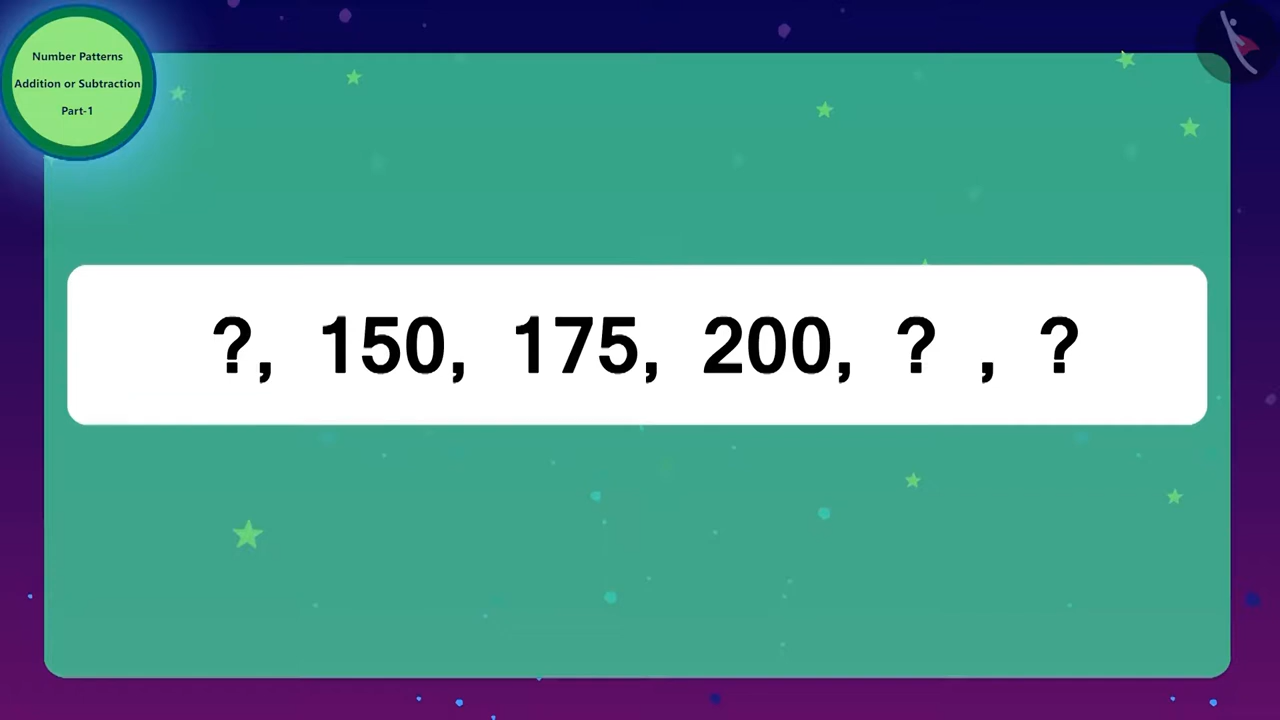 Number Patterns
Addition or Subtraction
Part-1
?, 150, 175, 200, ? , ?